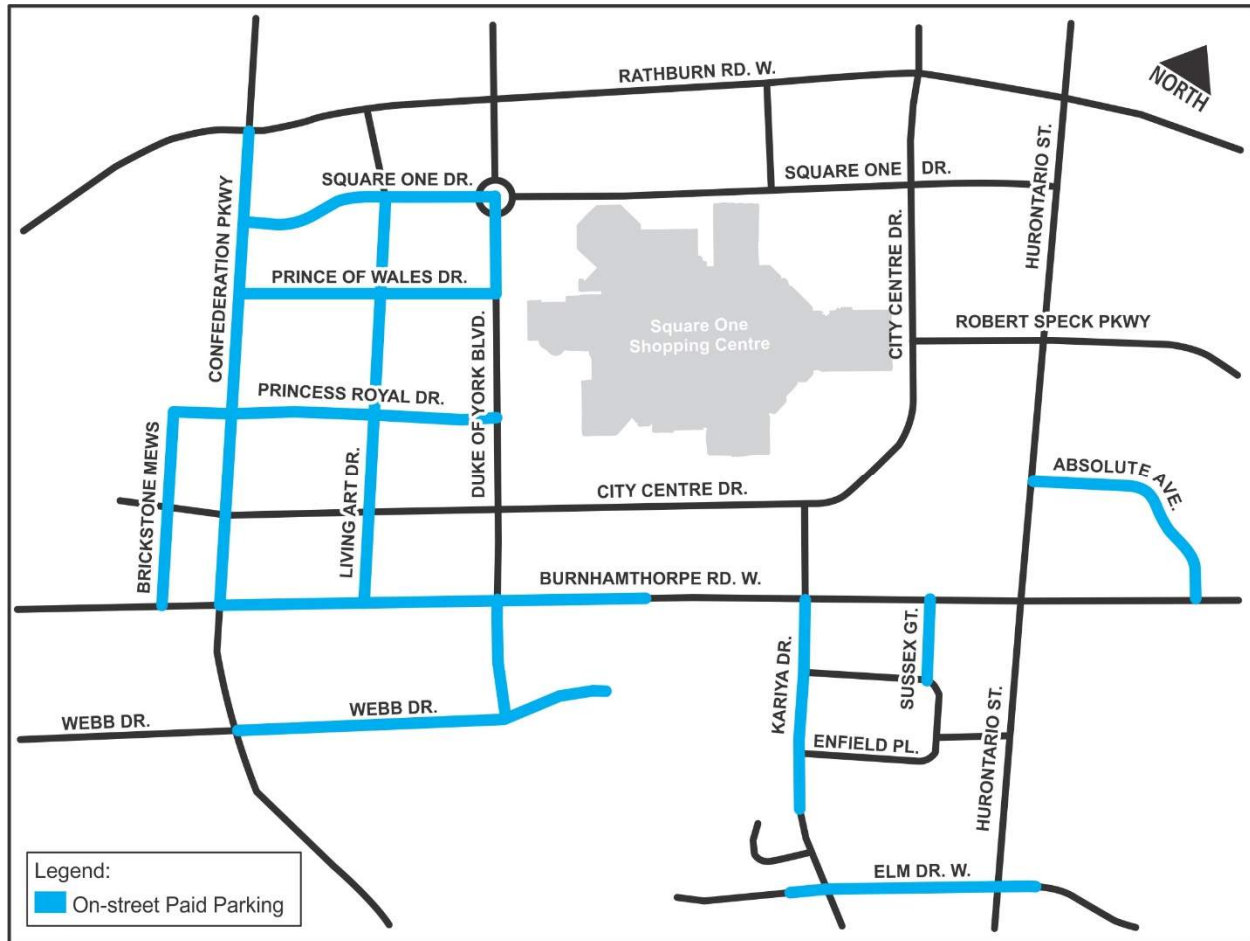 RATHBURN RD. W.
NORTH
SQUARE ONE DR.
SQUARE ONE DR.
HURONTARIO ST.
CONFEDERATION PKWY
CITY CENTRE DR.
PRINCE OF WALES DR.
Square One
Shopping Centre
ROBERT SPECK PKWY
PRINCESS ROYAL DR.
DUKE OF YORK BLVD.
BRICKSTONE MEWS
LIVING ART DR.
CITY CENTRE DR.
ABSOLUTE AVE.
BURNHAMTHORPE RD. W.
KARIYA DR.
SUSSEX GT.
WEBB DR.
WEBB DR.
ENFIELD PL.
HURONTARIO ST.
ELM DR. W.
Legend:
On-street Paid Parking